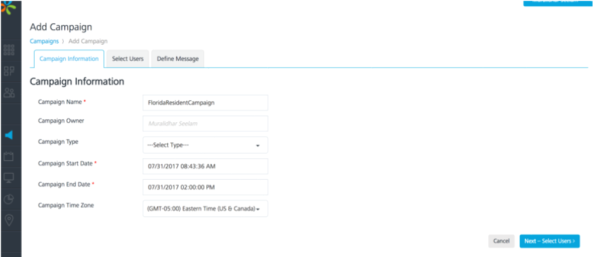 Add Campaign
Campaigns | Add Campaign
Campaign Information Select Users Define Message
Campaign Information
Campaign Name * FloridaResidentCampaign
Campaign Owner
Campaign Type ---Select Type---
Campaign Start Date * 07/31/2017 08:43:36 AM
Campaign End Date * 07/31/2017 02:00:00 PM
Campaign Time Zone (GMT-05:00) Eastern Time (US & Canada)
Cancel Next – Select Users ›